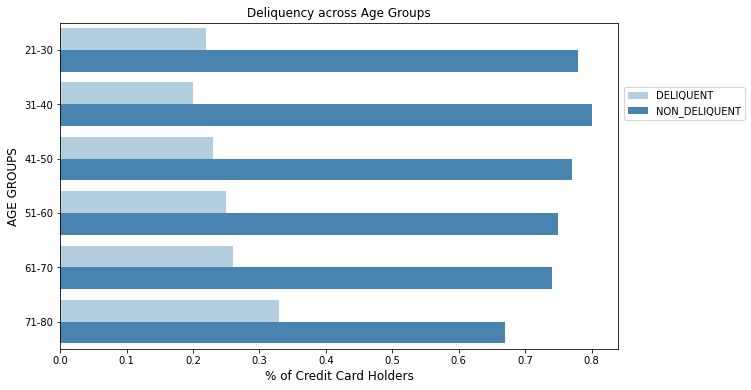 Deliquency across Age Groups
AGE GROUPS
21-30
31-40
41-50
51-60
61-70
71-80
0.0 0.1 0.2 0.3 0.4 0.5 0.6 0.7 0.8
% of Credit Card Holders
DELIQUENT
NON_DELIQUENT